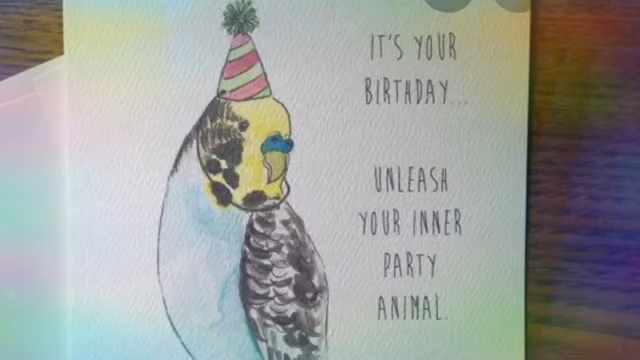 IT'S YOUR
BIRTHDAY...
UNLEASH
YOUR INNER
PARTY
ANIMAL.